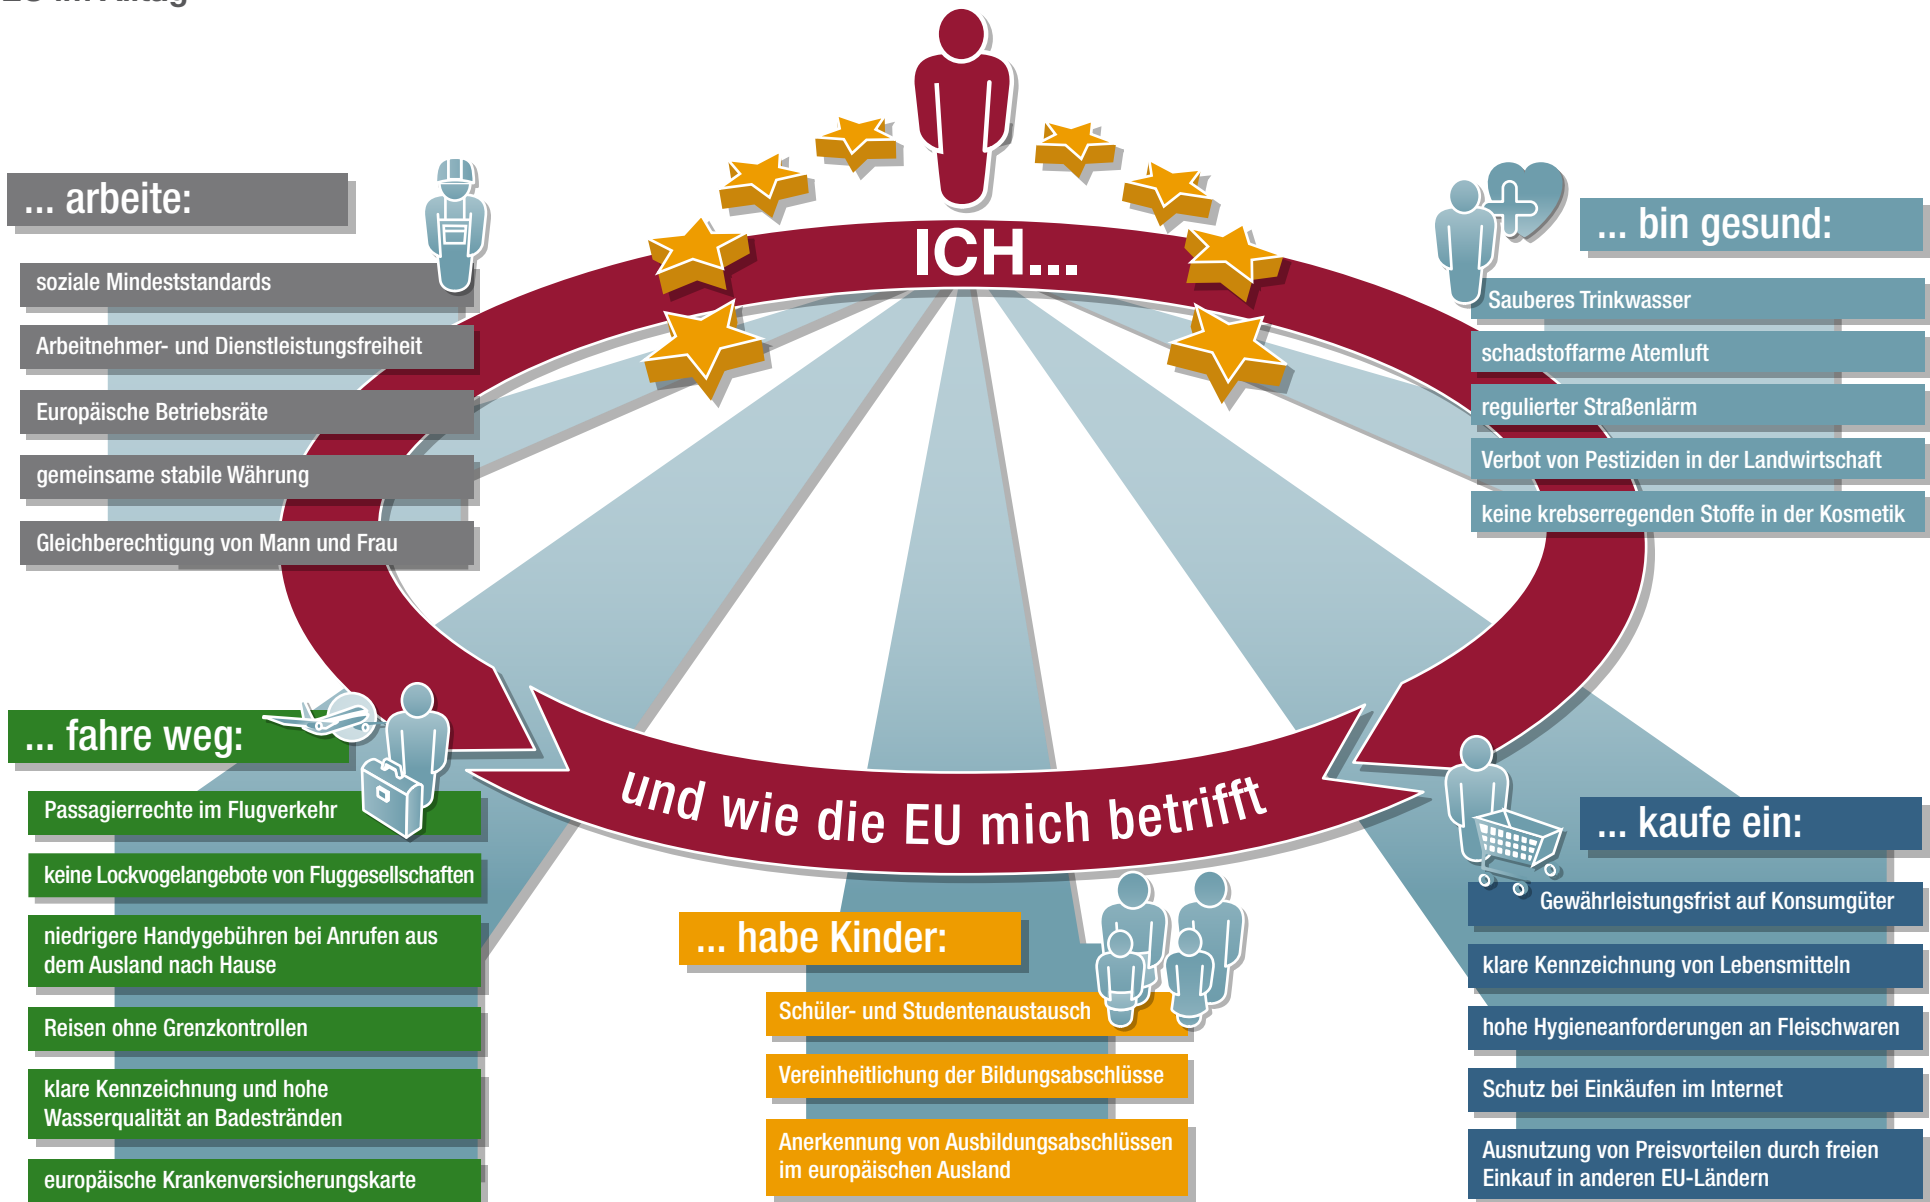 EU im Alltag
ICH...
und wie die EU mich betrifft
... arbeite:
soziale Mindeststandards
Arbeitnehmer- und Dienstleistungsfreiheit
Europäische Betriebsräte
gemeinsame stabile Währung
Gleichberechtigung von Mann und Frau
... bin gesund:
Sauberes Trinkwasser
schadstoffarme Atemluft
regulierter Straßenlärm
Verbot von Pestiziden in der Landwirtschaft
keine krebserregenden Stoffe in der Kosmetik
... fahre weg:
Passagierrechte im Flugverkehr
keine Lockvogelangebote von Fluggesellschaften
niedrigere Handygebühren bei Anrufen aus
dem Ausland nach Hause
Reisen ohne Grenzkontrollen
klare Kennzeichnung und hohe
Wasserqualität an Badestränden
europäische Krankenversicherungskarte
... habe Kinder:
Schüler- und Studentenaustausch
Vereinheitlichung der Bildungsabschlüsse
Anerkennung von Ausbildungsabschlüssen
im europäischen Ausland
... kaufe ein:
Gewährleistungsfrist auf Konsumgüter
klare Kennzeichnung von Lebensmitteln
hohe Hygieneanforderungen an Fleischwaren
Schutz bei Einkäufen im Internet
Ausnutzung von Preisvorteilen durch freien
Einkauf in anderen EU-Ländern